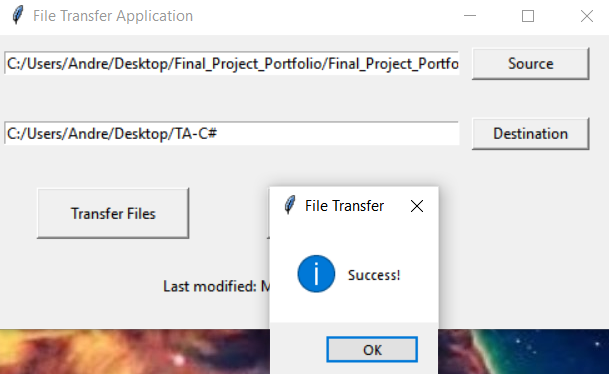 File Transfer Application
C:/Users/Andre/Desktop/Final_Project_Portfolio/Final_Project_Portfo
Source
C:/Users/Andre/Desktop/TA-C#
Destination
Transfer Files
File Transfer
Success!
Last modified: M
OK